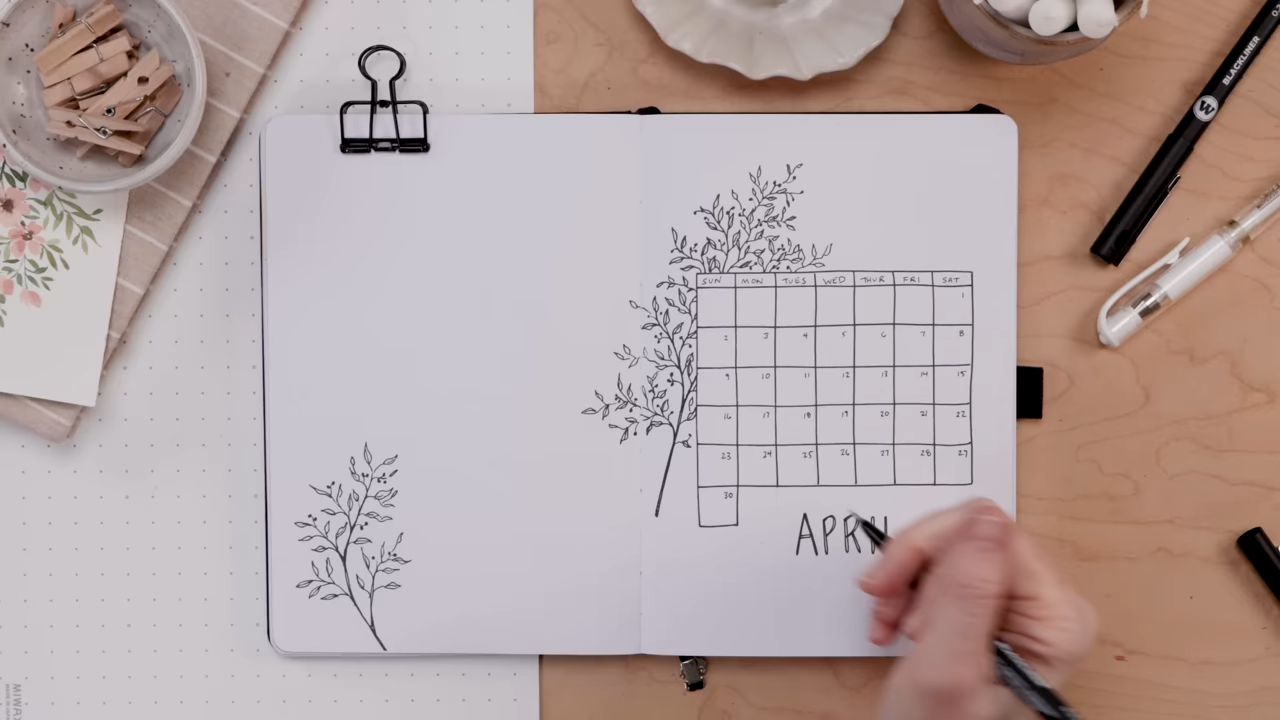 BLACKLINER
W
SUN MON TUES WED THUR FRI SAT
1
2 3 4 5 6 7 8
9 10 11 12 13 14 15
16 17 18 19 20 21 22
23 24 25 26 27 28 29
30
APRIL